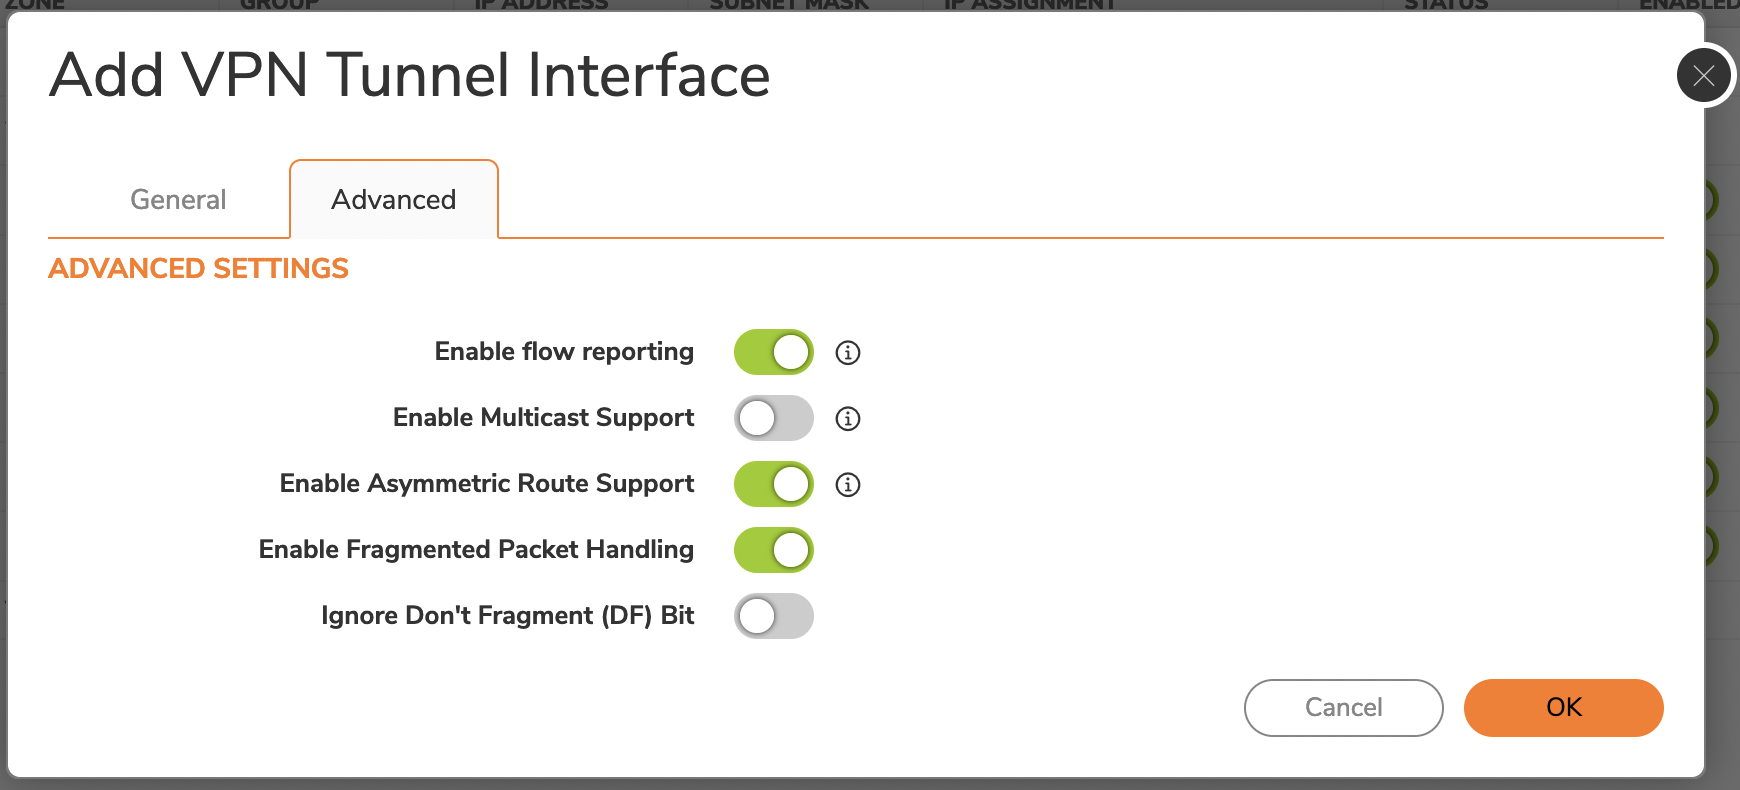 ZONE GROUP IP ADDRESS SUBNET MASK IP ASSIGNMENT STATUS ENABLED
Add VPN Tunnel Interface
General Advanced
ADVANCED SETTINGS
Enable flow reporting
Enable Multicast Support
Enable Asymmetric Route Support
Enable Fragmented Packet Handling
Ignore Don't Fragment (DF) Bit
Cancel OK